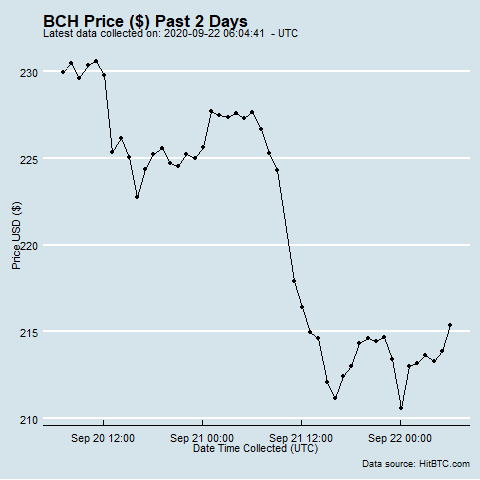 BCH Price ($) Past 2 Days
Latest data collected on: 2020-09-22 06:04:41  - UTC
Price USD ($)
230
225
220
215
210
Sep 20 12:00
Sep 21 00:00
Sep 21 12:00
Sep 22 00:00
Date Time Collected (UTC)
Data source: HitBTC.com